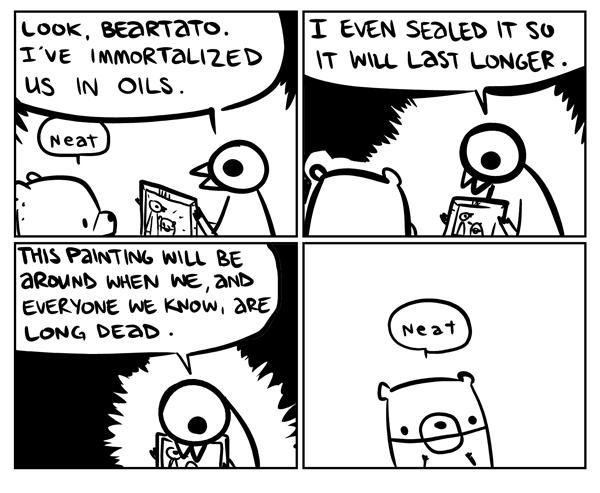 LOOK, BEARTATO.
I'VE IMMORTALIZED
US IN OILS.
Neat
I EVEN SEALED IT SO
IT WILL LAST LONGER.
THIS PAINTING WILL BE
AROUND WHEN WE, AND
EVERYONE WE KNOW, ARE
LONG DEAD.
Neat